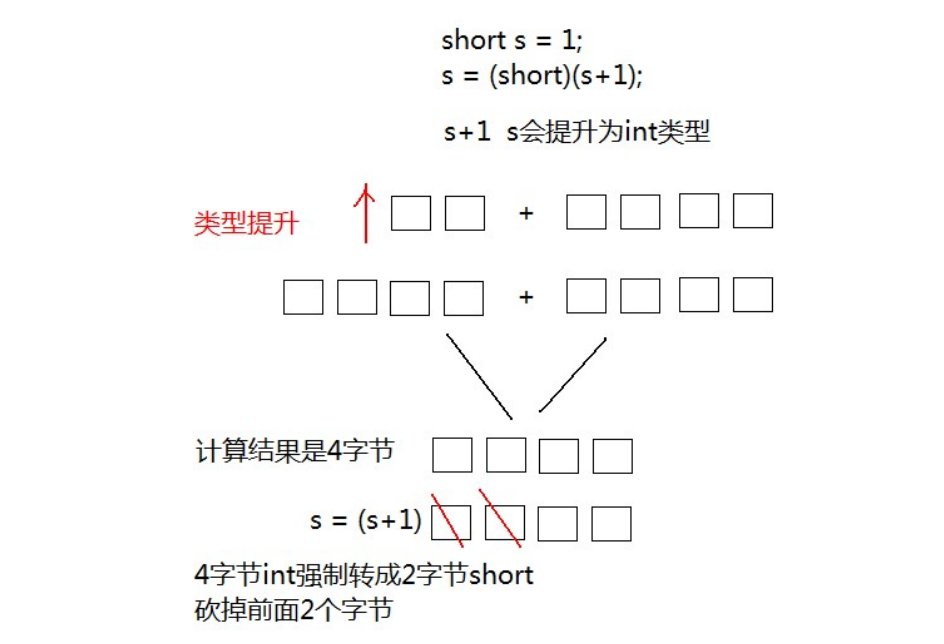 short s = 1;
s = (short)(s+1);
s+1 s会提升为int类型
类型提升
+
+
计算结果是4字节
s = (s+1)
4字节int强制转成2字节short
砍掉前面2个字节